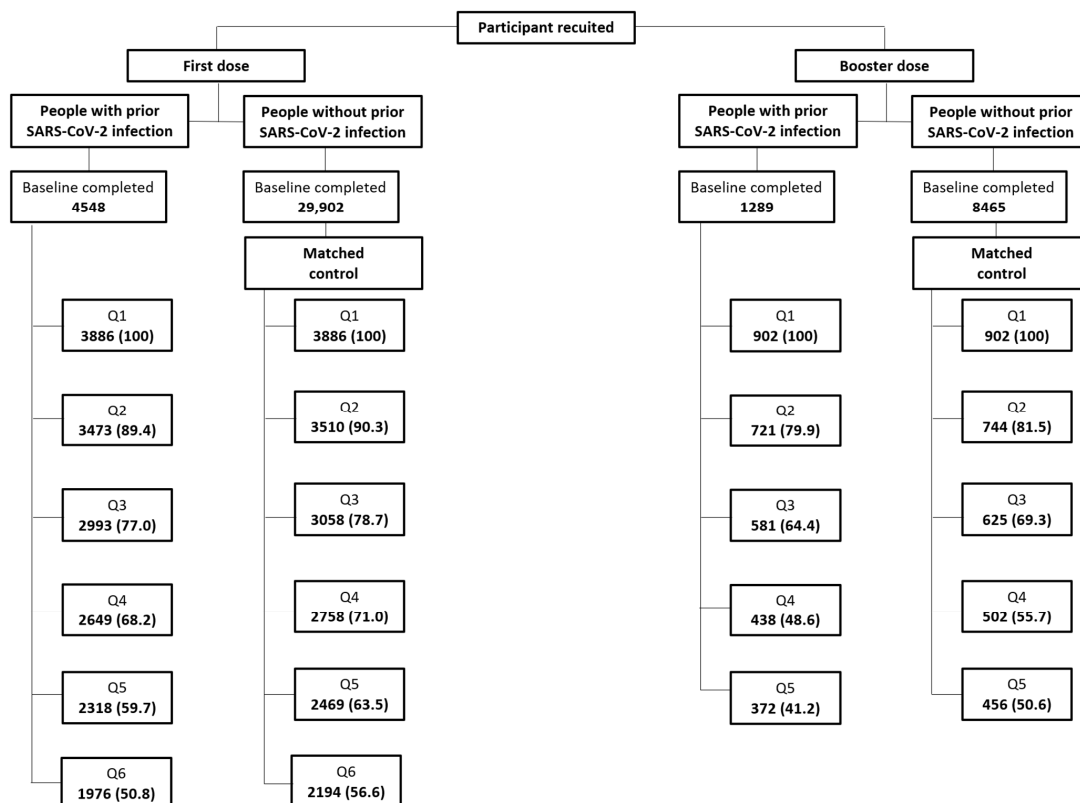 Participant recuited
First dose
Booster dose
People with prior
SARS-CoV-2 infection
People without prior
SARS-CoV-2 infection
People with prior
SARS-CoV-2 infection
People without prior
SARS-CoV-2 infection
Baseline completed
4548
Baseline completed
29,902
Baseline completed
1289
Baseline completed
8465
Matched
control
Matched
control
Q1
3886 (100)
Q1
3886 (100)
Q1
902 (100)
Q1
902 (100)
Q2
3473 (89.4)
Q2
3510 (90.3)
Q2
721 (79.9)
Q2
744 (81.5)
Q3
2993 (77.0)
Q3
3058 (78.7)
Q3
581 (64.4)
Q3
625 (69.3)
Q4
2649 (68.2)
Q4
2758 (71.0)
Q4
438 (48.6)
Q4
502 (55.7)
Q5
2318 (59.7)
Q5
2469 (63.5)
Q5
372 (41.2)
Q5
456 (50.6)
Q6
1976 (50.8)
Q6
2194 (56.6)